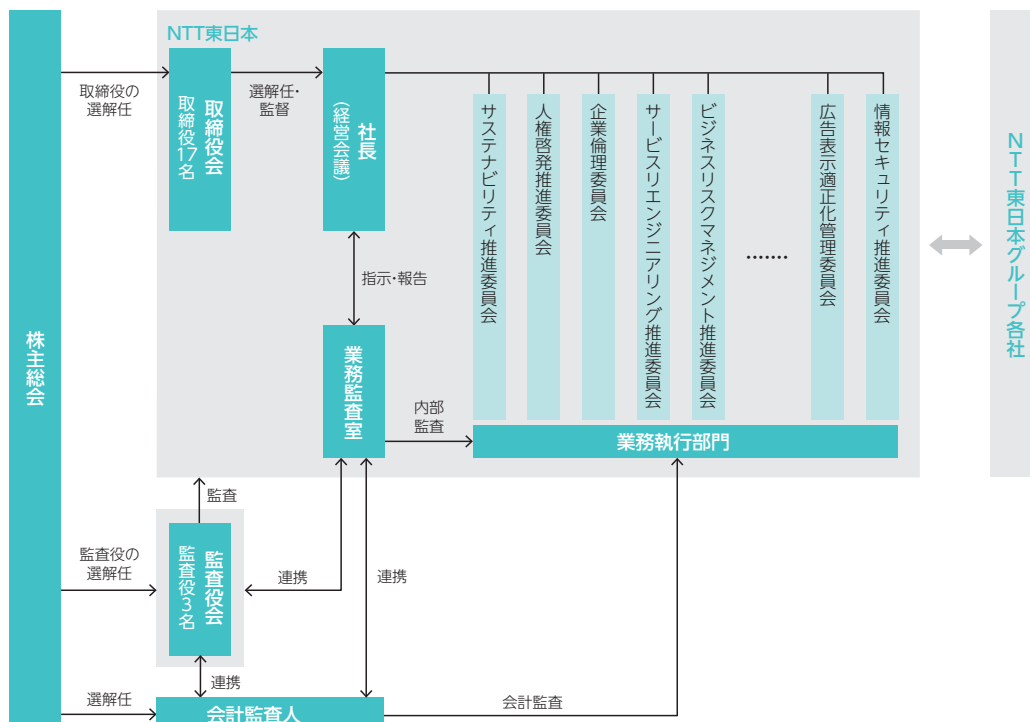 NTT東日本
株主総会
取締役の
選解任
取締役会
取締役17名
選解任・
監督
社長
（経営会議）
サステナビリティ推進委員会
人権啓発推進委員会
企業倫理委員会
サービスリエンジニアリング推進委員会
ビジネスリスクマネジメント推進委員会
.......
広告表示適正化管理委員会
情報セキュリティ推進委員会
NTT東日本グループ各社
指示・報告
業務監査室
内部
監査
業務執行部門
監査
監査役の
選解任
監査役会
監査役3名
連携
連携
連携
選解任
会計監査人
会計監査